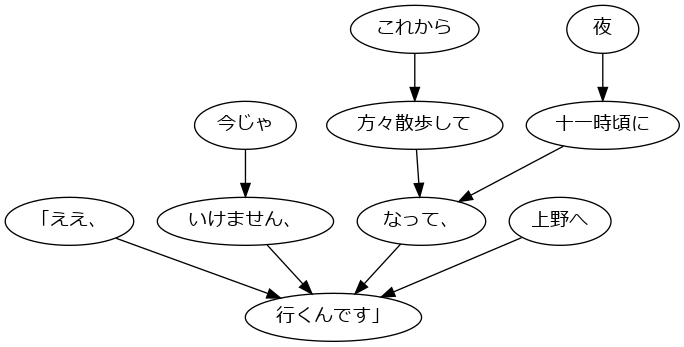 これから
夜
今じゃ
方々散歩して
十一時頃に
「ええ、
いけません、
なって、
上野へ
行くんです」